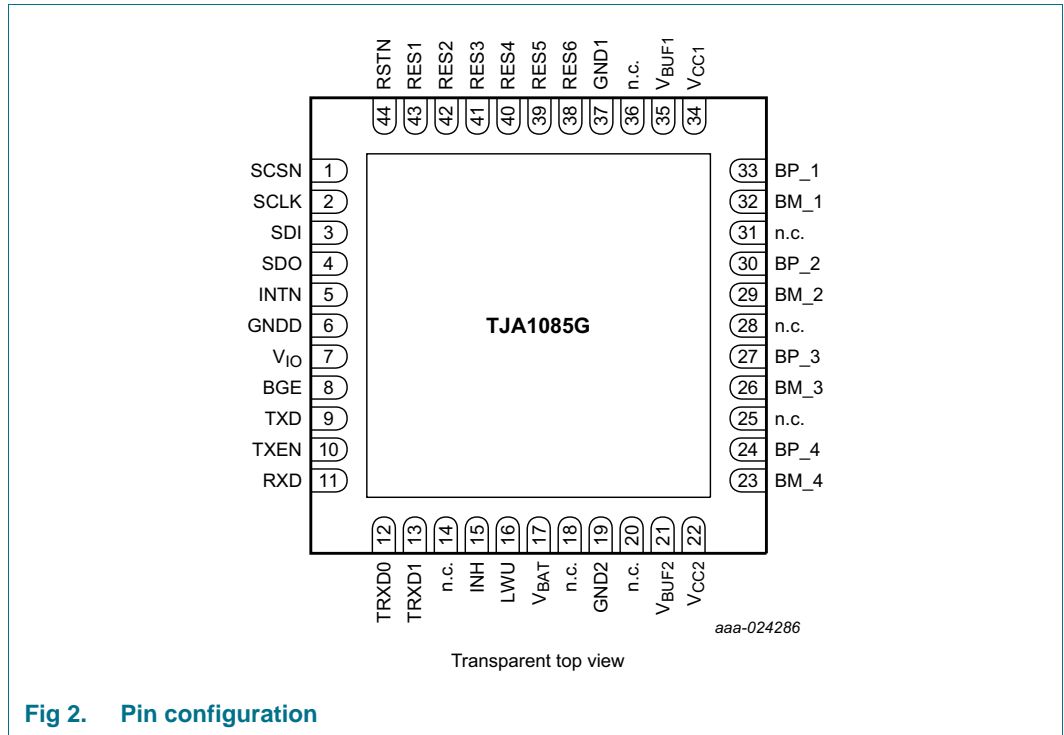 RSTN RES1 RES2 RES3 RES4 RES5 RES6 GND1 n.c. VBUF1 VCC1
44 43 42 41 40 39 38 37 36 35 34
SCSN 1 33 BP_1
SCLK 2 32 BM_1
SDI 3 31 n.c.
SDO 4 30 BP_2
INTN 5 TJA1085G 29 BM_2
GNDD 6 28 n.c.
VIO 7 27 BP_3
BGE 8 26 BM_3
TXD 9 25 n.c.
TXEN 10 24 BP_4
RXD 11 23 BM_4
12 13 14 15 16 17 18 19 20 21 22
TRXD0 TRXD1 n.c. INH LWU VBAT n.c. GND2 n.c. VBUF2 VCC2
aaa-024286
Transparent top view
Fig 2. Pin configuration